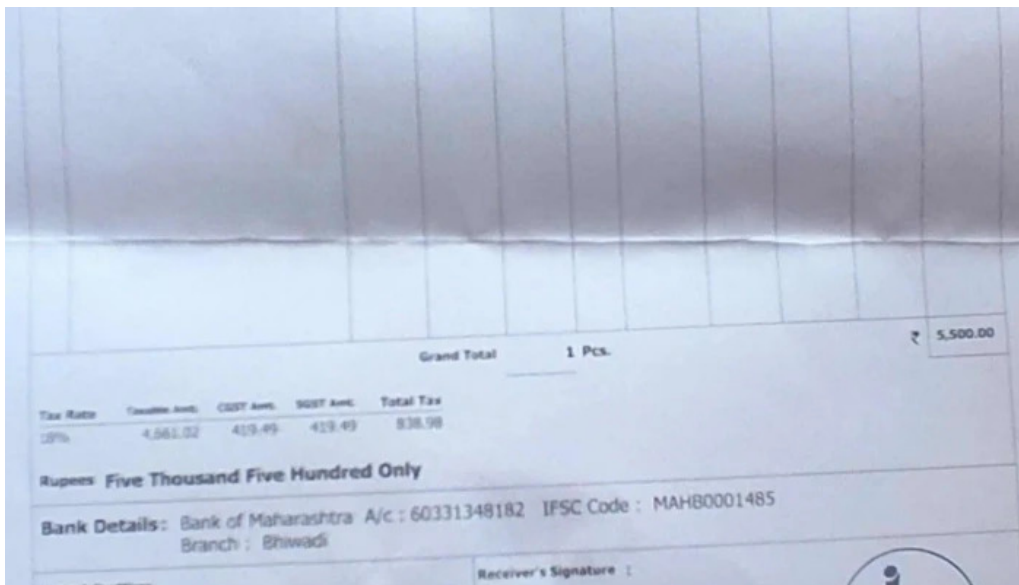 Grand Total 1 Pcs. ₹ 5,500.00
Tax Rate Taxable Amt. CGST Amt. SGST Amt. Total Tax
18% 4,661.02 419.49 419.49 838.98
Rupees Five Thousand Five Hundred Only
Bank Details : Bank of Maharashtra A/c : 60331348182 IFSC Code : MAHB0001485
Branch : Bhiwadi
Receiver's Signature :